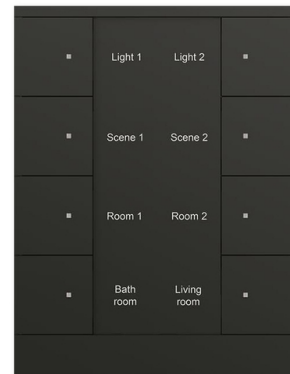 Light 1 Light 2
Scene 1 Scene 2
Room 1 Room 2
Bath Living
room room